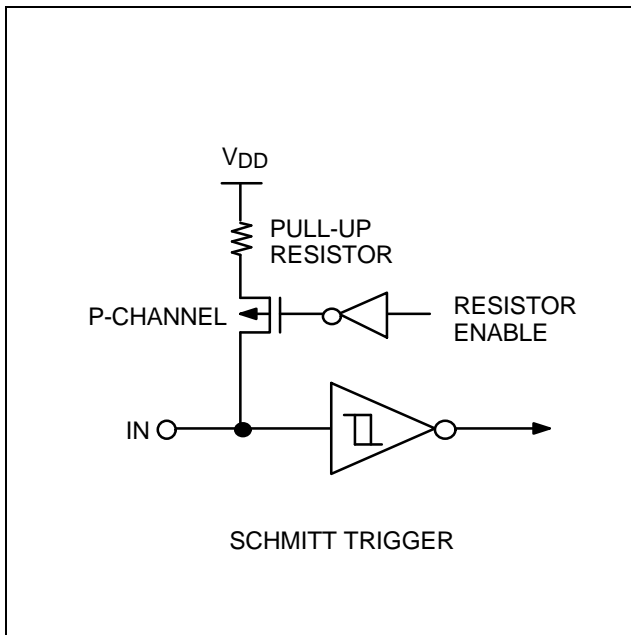 VDD
PULL-UP
RESISTOR
P-CHANNEL
RESISTOR
ENABLE
IN
SCHMITT TRIGGER